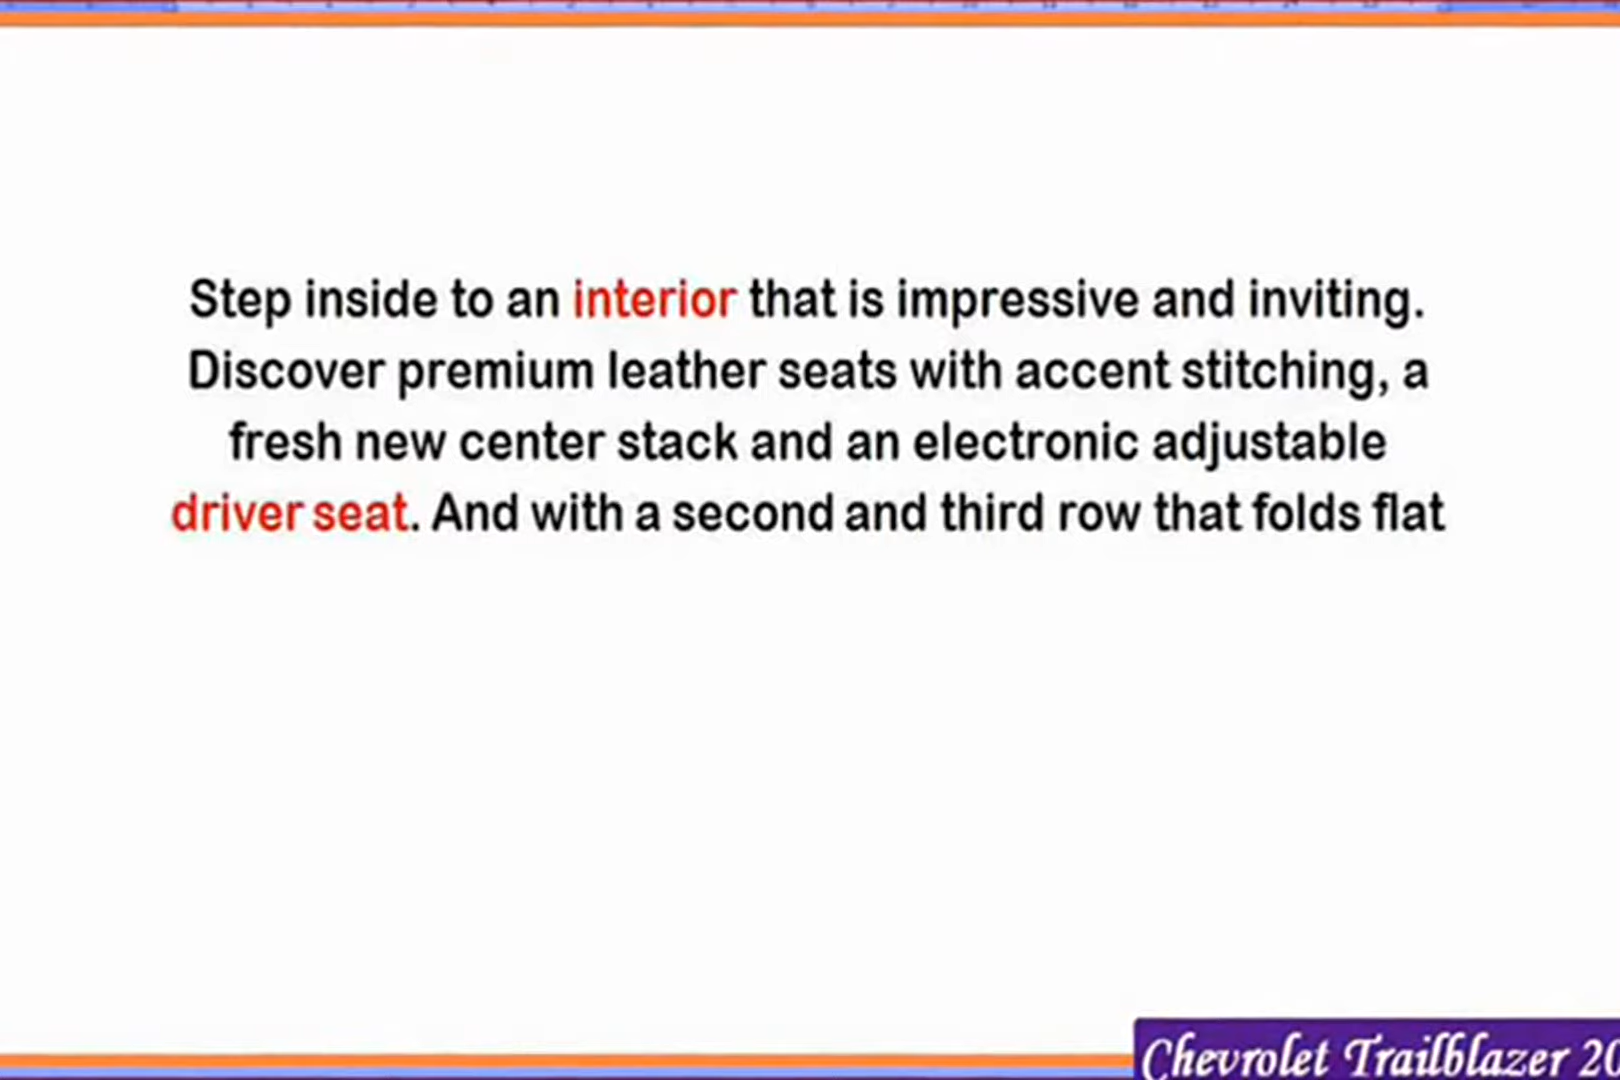 Step inside to an interior that is impressive and inviting.
Discover premium leather seats with accent stitching, a
fresh new center stack and an electronic adjustable
driver seat. And with a second and third row that folds flat
Chevrolet Trailblazer 20